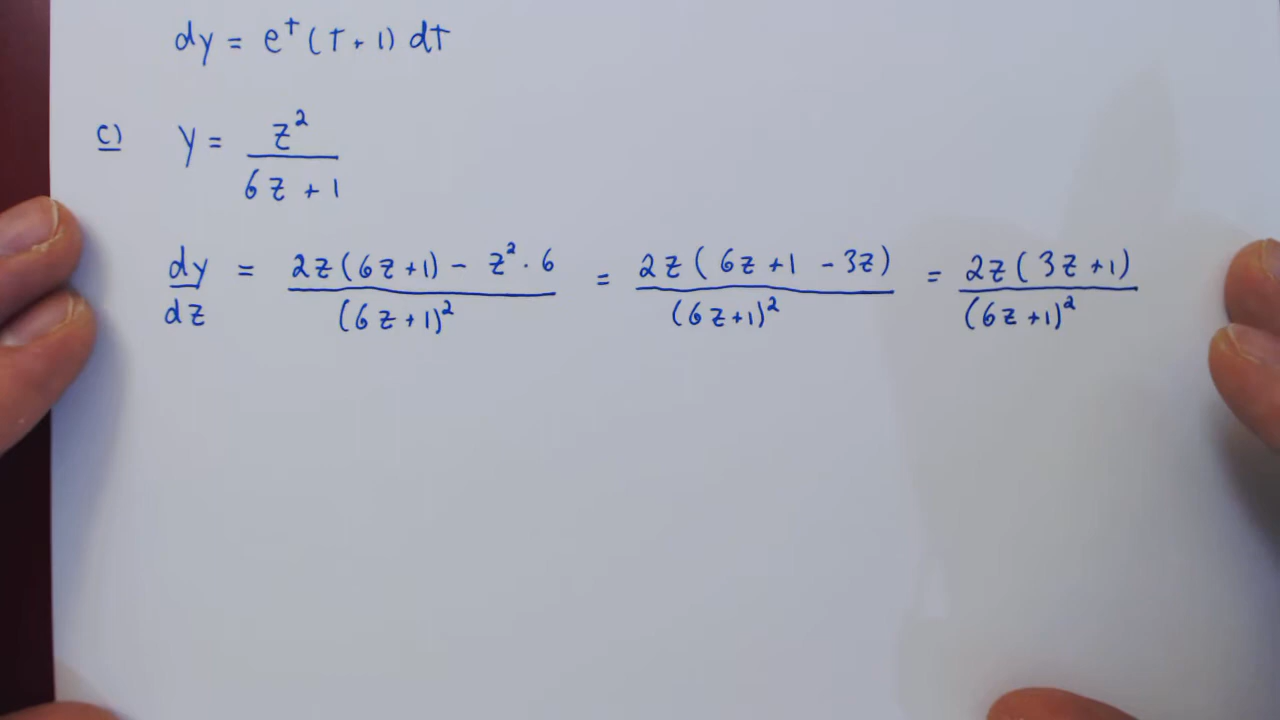 dy = e^t (t + 1) dt
c) y = z^2 / (6z + 1)
dy/dz = (2z(6z+1) - z^2 · 6) / (6z+1)^2 = (2z(6z+1 - 3z)) / (6z+1)^2 = (2z(3z+1)) / (6z+1)^2